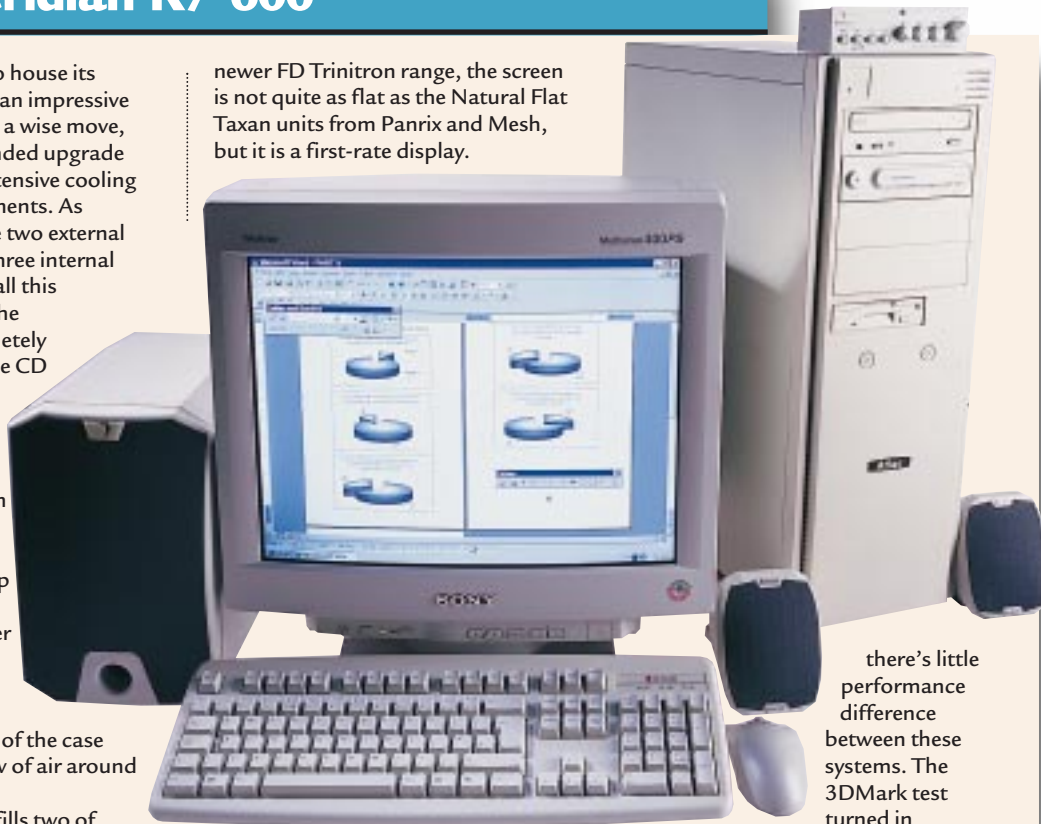 ridian K7-600
o house its
an impressive
a wise move,
ded upgrade
tensive cooling
ments. As
e two external
hree internal
all this
he
etely
e CD
n
p
er
of the case
w of air around
fills two of
newer FD Trinitron range, the screen
is not quite as flat as the Natural Flat
Taxan units from Panrix and Mesh,
but it is a first-rate display.
SONY
there's little
performance
difference
between these
systems. The
3DMark test
turned in